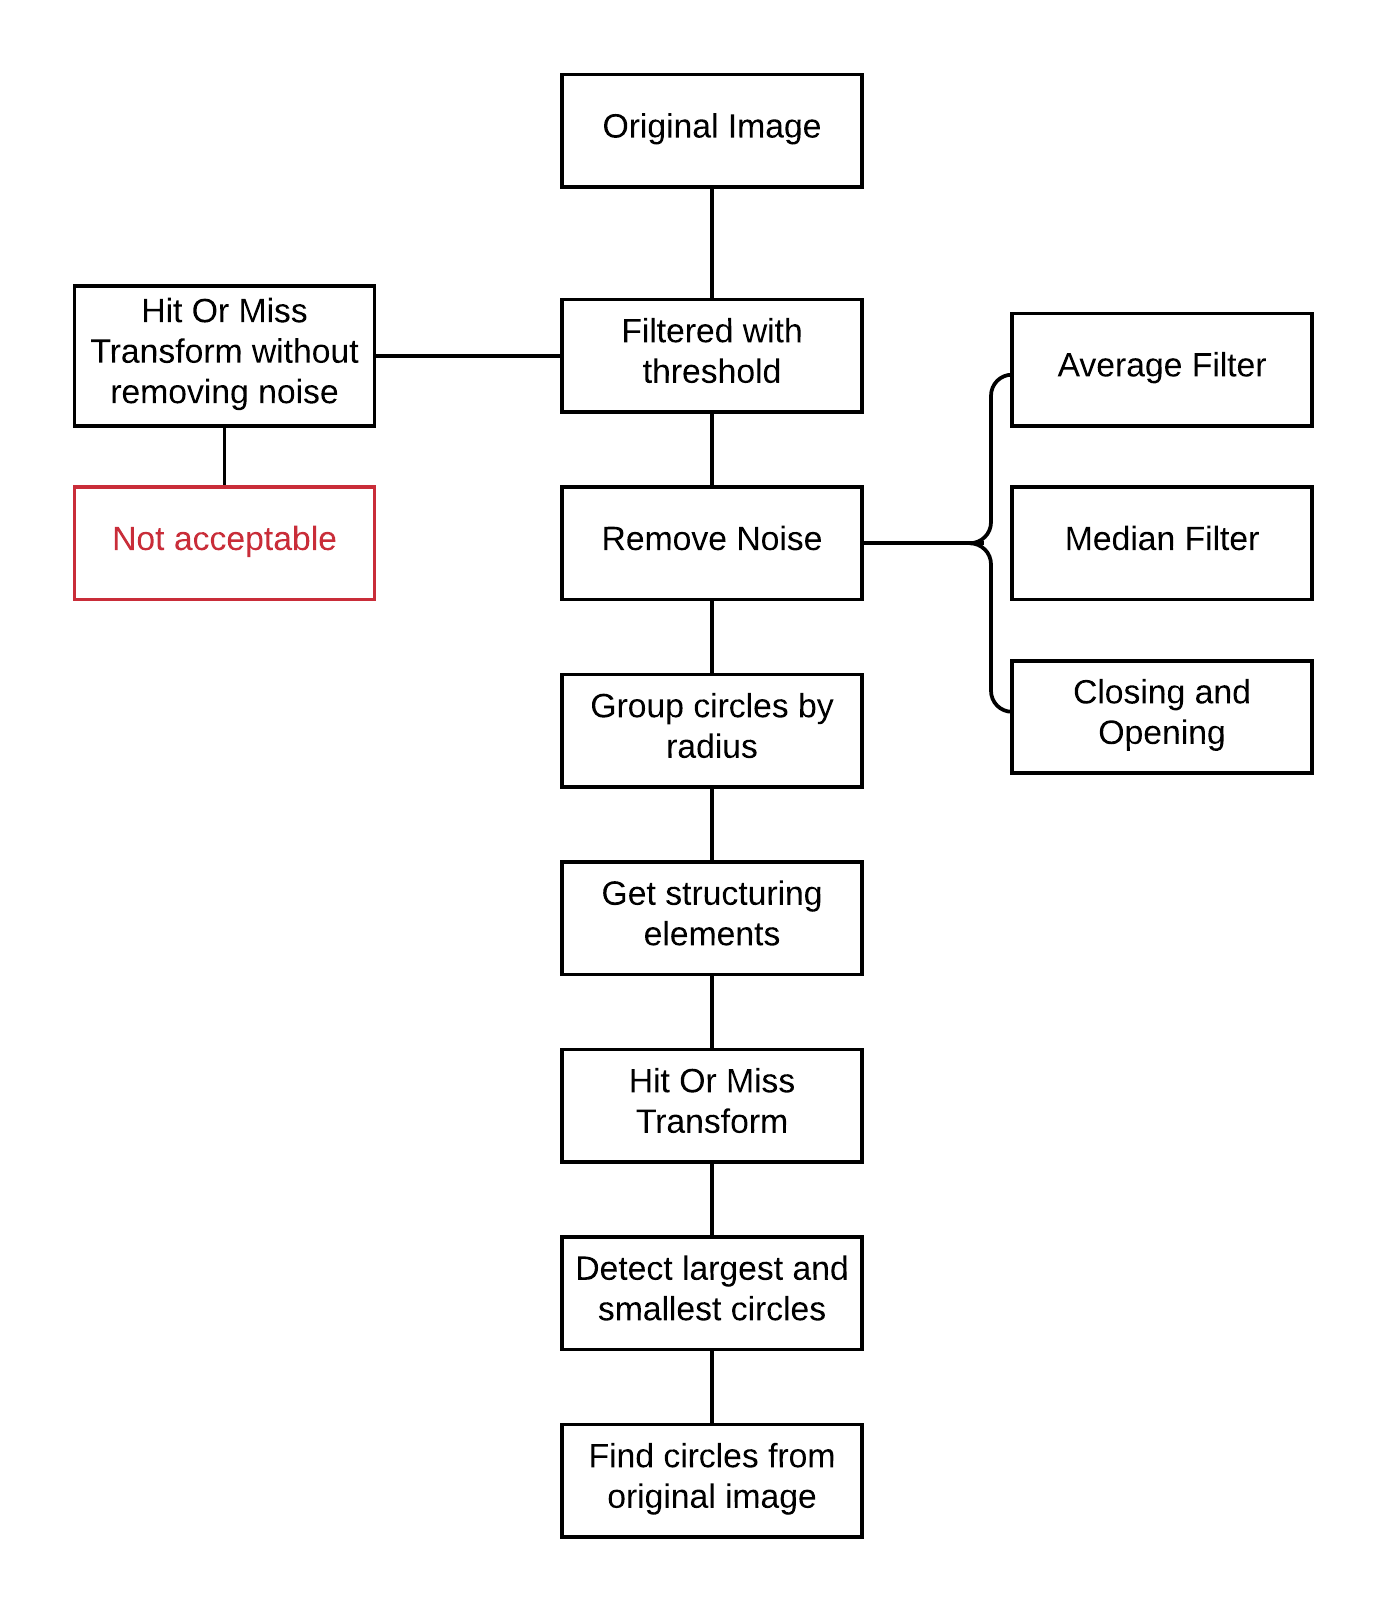 Original Image
Hit Or Miss
Transform without
removing noise
Filtered with
threshold
Average Filter
Not acceptable
Remove Noise
Median Filter
Group circles by
radius
Closing and
Opening
Get structuring
elements
Hit Or Miss
Transform
Detect largest and
smallest circles
Find circles from
original image